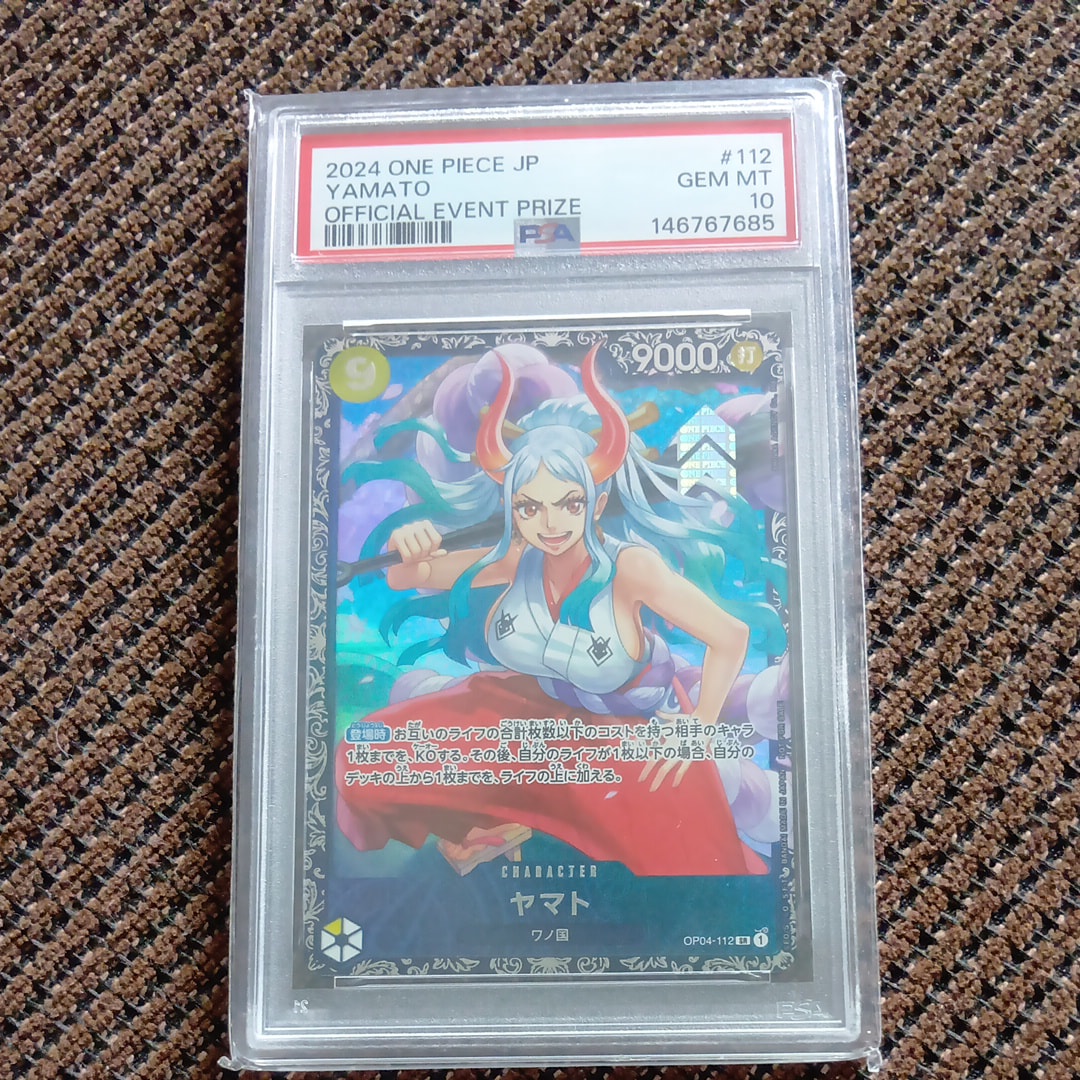 2024 ONE PIECE JP
#112
YAMATO
GEM MT
OFFICIAL EVENT PRIZE
10
PSA
146767685
9
9000
打
ONE PIECE
登場時 お互いのライフの合計枚数以下のコストを持つ相手のキャラ
1枚までを、KOする。その後、自分のライフが1枚以下の場合、自分の
デッキの上から1枚までを、ライフの上に加える。
CHARACTER
ヤマト
ワノ国
OP04-112 SR 1